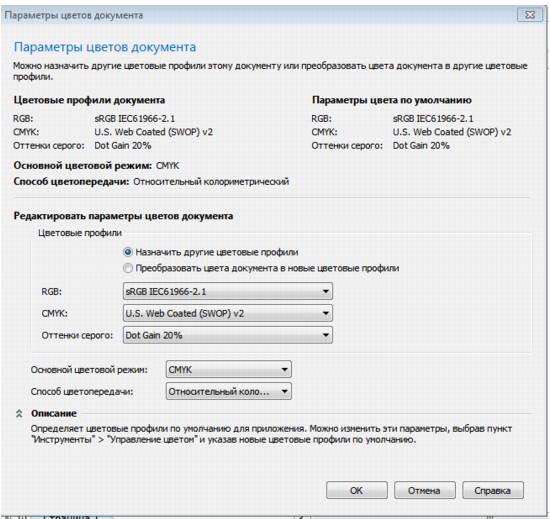 Параметры цветов документа
Параметры цветов документа
Можно назначить другие цветовые профили этому документу или преобразовать цвета документа в другие цветовые
профили.
Цветовые профили документа
RGB: sRGB IEC61966-2.1
CMYK: U.S. Web Coated (SWOP) v2
Оттенки серого: Dot Gain 20%
Параметры цвета по умолчанию
RGB: sRGB IEC61966-2.1
CMYK: U.S. Web Coated (SWOP) v2
Оттенки серого: Dot Gain 20%
Основной цветовой режим: CMYK
Способ цветопередачи: Относительный колориметрический
Редактировать параметры цветов документа
Цветовые профили
Назначить другие цветовые профили
Преобразовать цвета документа в новые цветовые профили
RGB: sRGB IEC61966-2.1
CMYK: U.S. Web Coated (SWOP) v2
Оттенки серого: Dot Gain 20%
Основной цветовой режим: CMYK
Способ цветопередачи: Относительный коло...
Описание
Определяет цветовые профили по умолчанию для приложения. Можно изменить эти параметры, выбрав пункт
"Инструменты" > "Управление цветом" и указав новые цветовые профили по умолчанию.
OK Отмена Справка